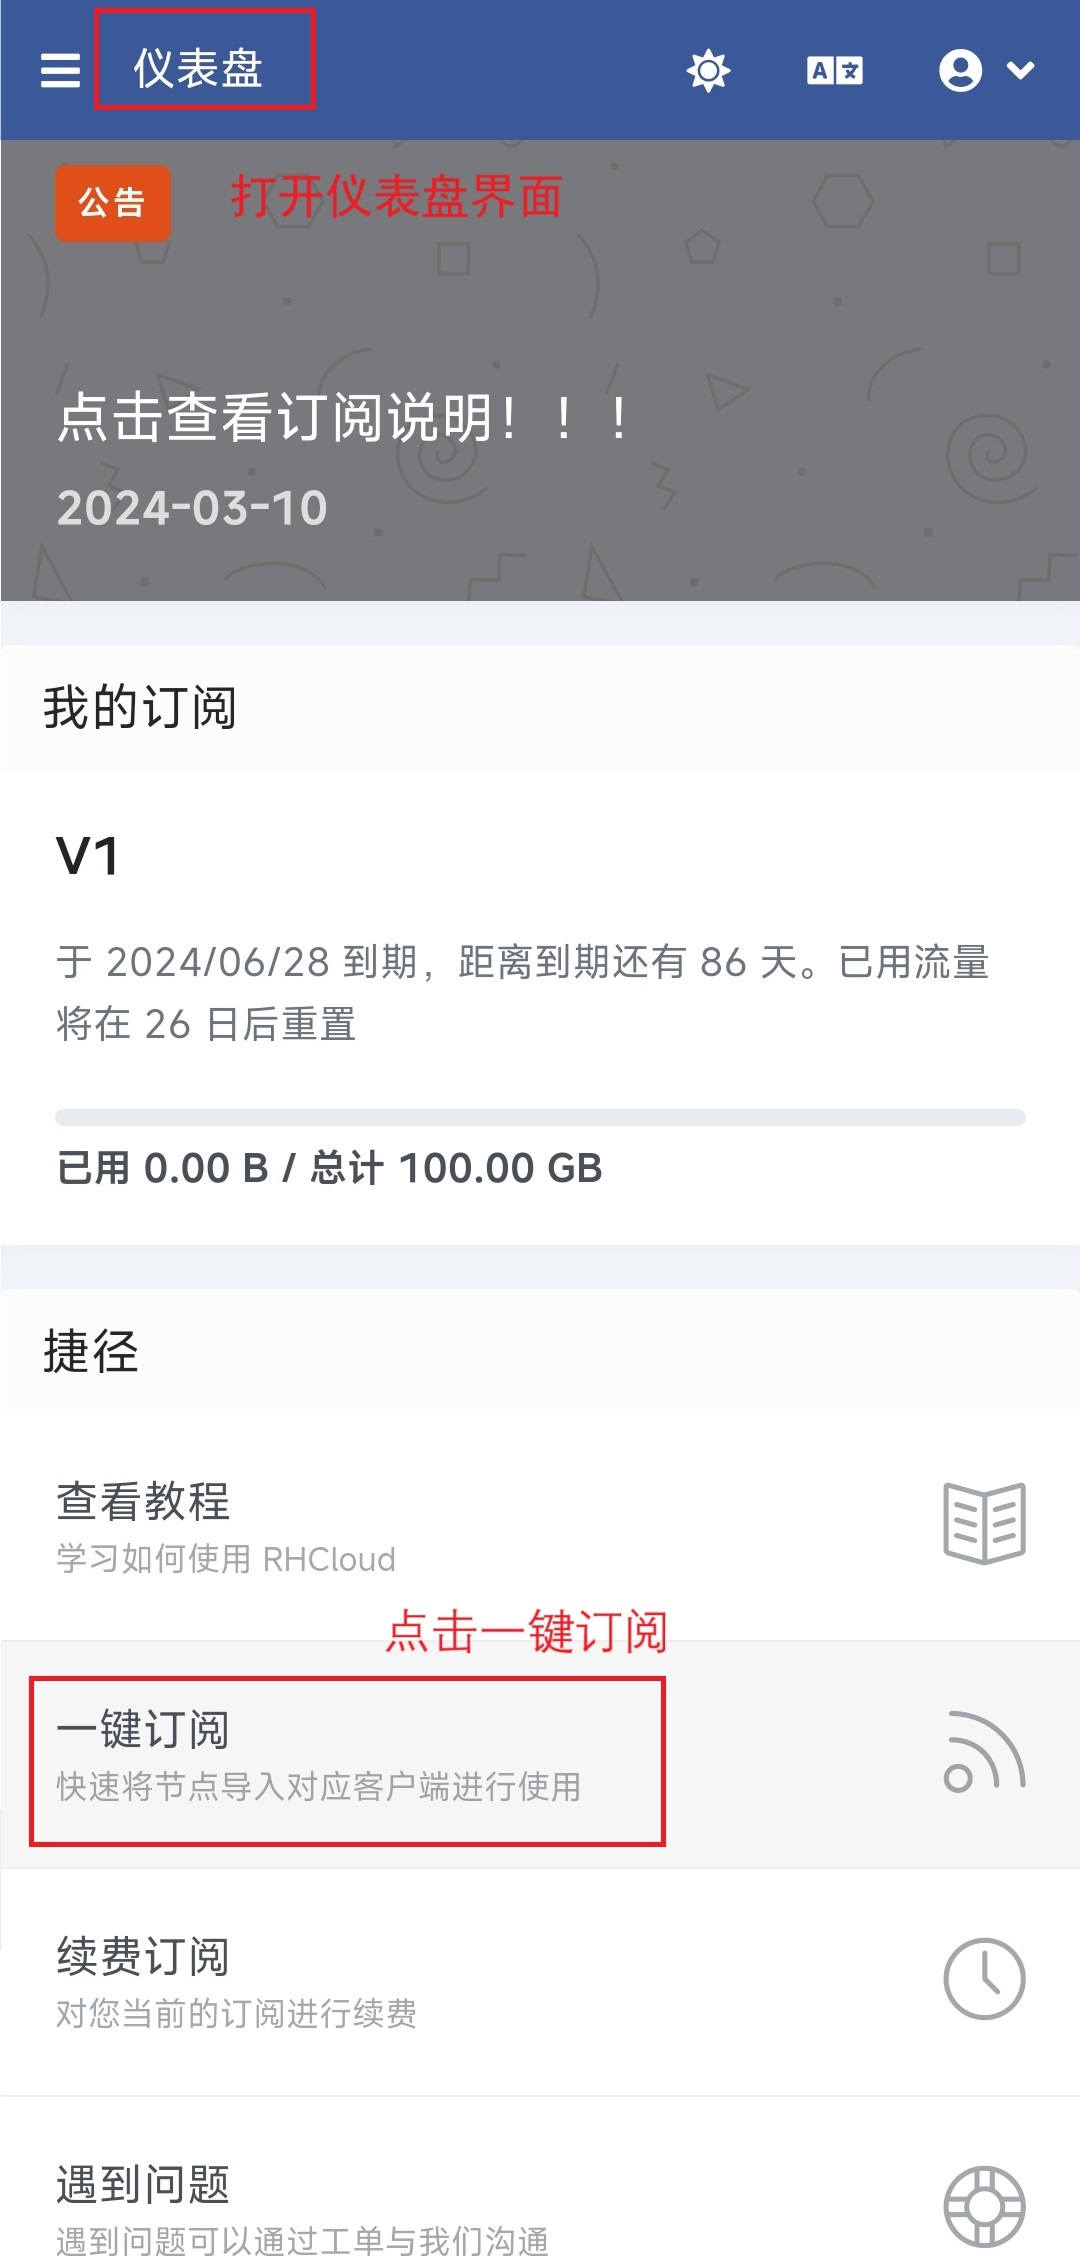 仪表盘
A 文
公告
打开仪表盘界面
点击查看订阅说明！！！
2024-03-10
我的订阅
V1
于 2024/06/28 到期，距离到期还有 86 天。已用流量
将在 26 日后重置
已用 0.00 B / 总计 100.00 GB
捷径
查看教程
学习如何使用 RHCloud
点击一键订阅
一键订阅
快速将节点导入对应客户端进行使用
续费订阅
对您当前的订阅进行续费
遇到问题
遇到问题可以通过工单与我们沟通